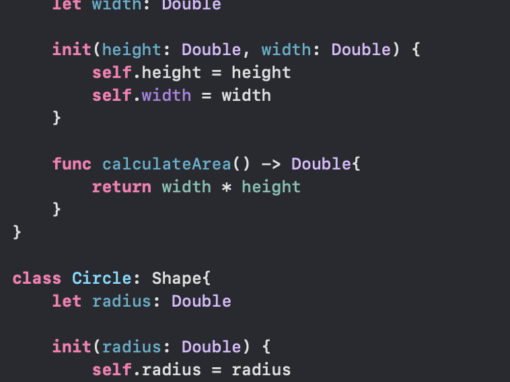 let width: Double
init(height: Double, width: Double) {
self.height = height
self.width = width
}
func calculateArea() -> Double{
return width * height
}
}
class Circle: Shape{
let radius: Double
init(radius: Double) {
self.radius = radius